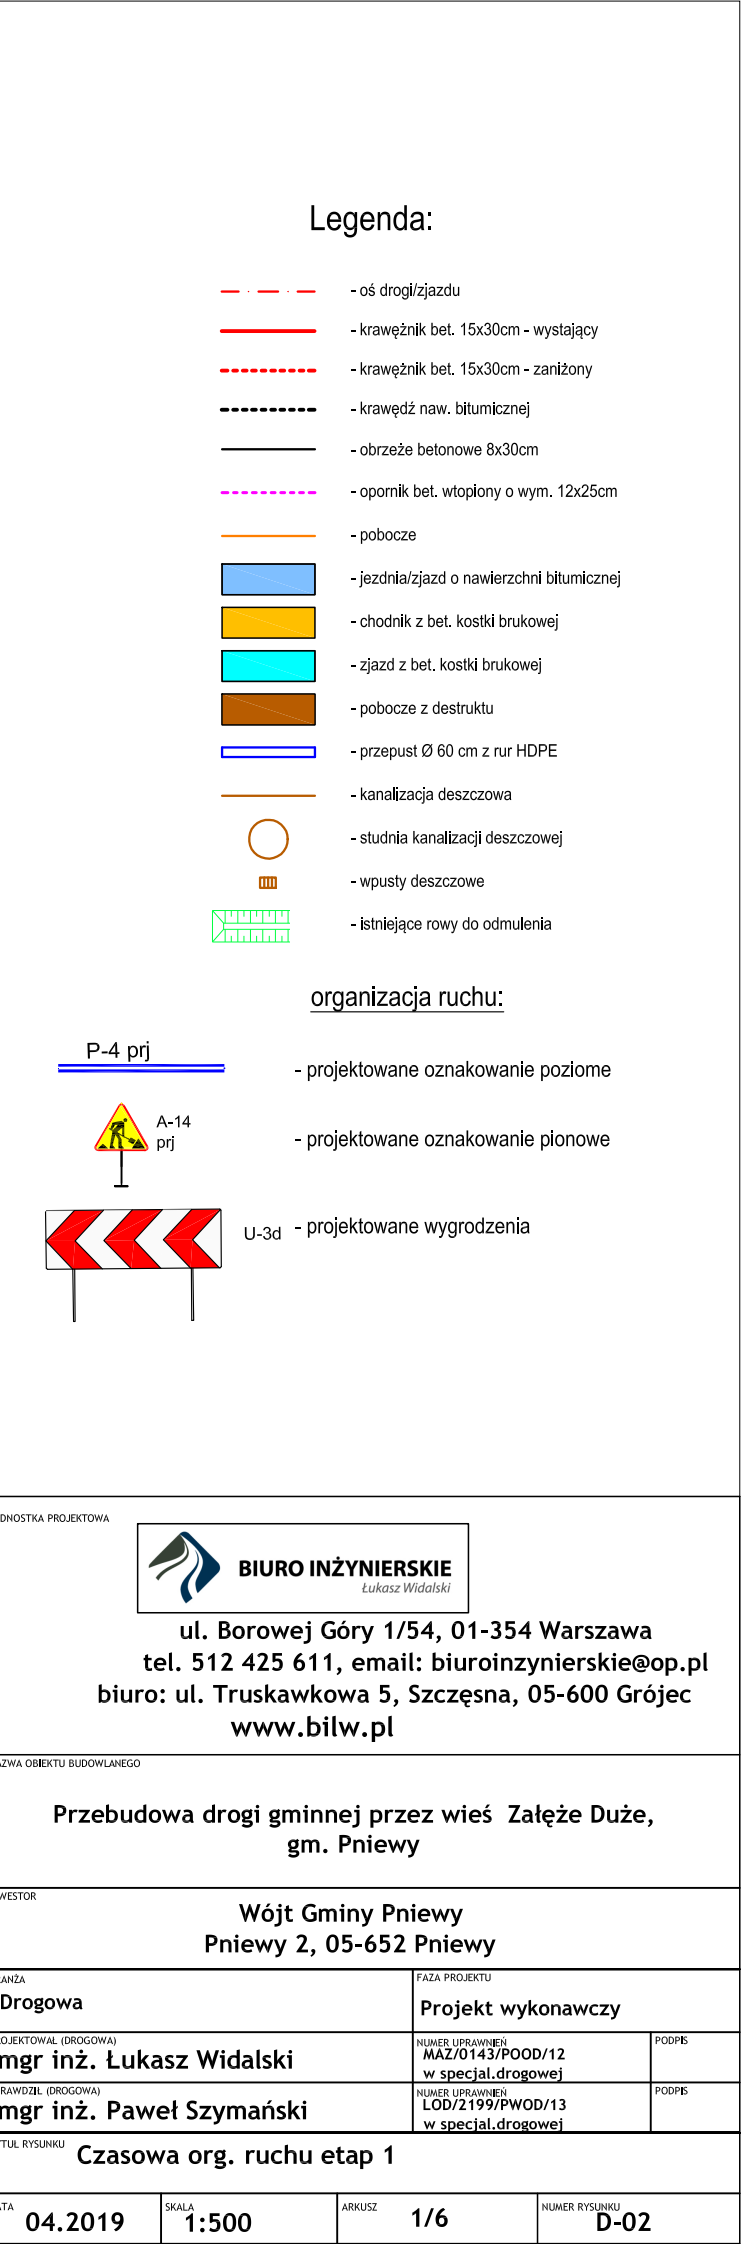 Legenda:
- oś drogi/zjazdu
- krawężnik bet. 15x30cm - wystający
- krawężnik bet. 15x30cm - zaniżony
- krawędź naw. bitumicznej
- obrzeże betonowe 8x30cm
- opornik bet. wtopiony o wym. 12x25cm
- pobocze
- jezdnia/zjazd o nawierzchni bitumicznej
- chodnik z bet. kostki brukowej
- zjazd z bet. kostki brukowej
- pobocze z destruktu
- przepust Ø 60 cm z rur HDPE
- kanalizacja deszczowa
- studnia kanalizacji deszczowej
- wpusty deszczowe
- istniejące rowy do odmulenia
organizacja ruchu:
P-4 prj
- projektowane oznakowanie poziome
A-14
prj
- projektowane oznakowanie pionowe
U-3d
- projektowane wygrodzenia
DNOSTKA PROJEKTOWA
BIURO INŻYNIERSKIE
Łukasz Widalski
ul. Borowej Góry 1/54, 01-354 Warszawa
tel. 512 425 611, email: biuroinzynierskie@op.pl
biuro: ul. Truskawkowa 5, Szczęsna, 05-600 Grójec
www.bilw.pl
AZWA OBIEKTU BUDOWLANEGO
Przebudowa drogi gminnej przez wieś Załęże Duże,
gm. Pniewy
WESTOR
Wójt Gminy Pniewy
Pniewy 2, 05-652 Pniewy
ANŻA
Drogowa
FAZA PROJEKTU
Projekt wykonawczy
OJEKTOWAŁ (DROGOWA)
mgr inż. Łukasz Widalski
NUMER UPRAWNIEŃ
MAZ/0143/POOD/12
w specjal.drogowej
PODPIS
RAWDZIŁ (DROGOWA)
mgr inż. Paweł Szymański
NUMER UPRAWNIEŃ
LOD/2199/PWOD/13
w specjal.drogowej
PODPIS
TUL RYSUNKU
Czasowa org. ruchu etap 1
ATA
04.2019
SKALA
1:500
ARKUSZ
1/6
NUMER RYSUNKU
D-02